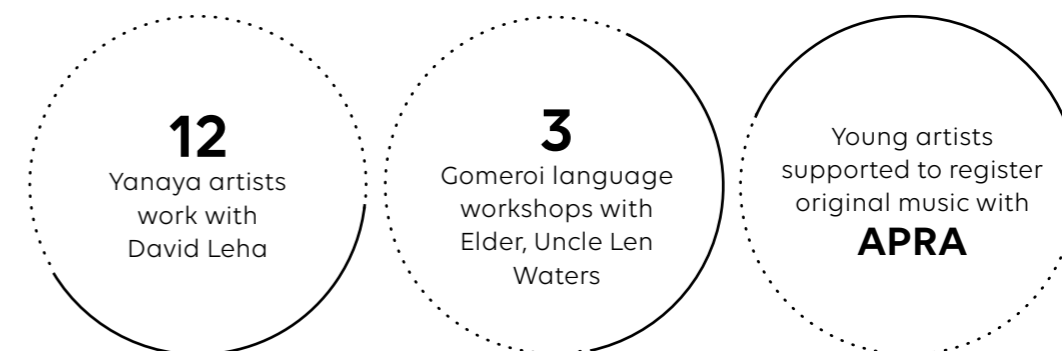 12
Yanaya artists
work with
David Leha
3
Gomeroi language
workshops with
Elder, Uncle Len
Waters
Young artists
supported to register
original music with
APRA